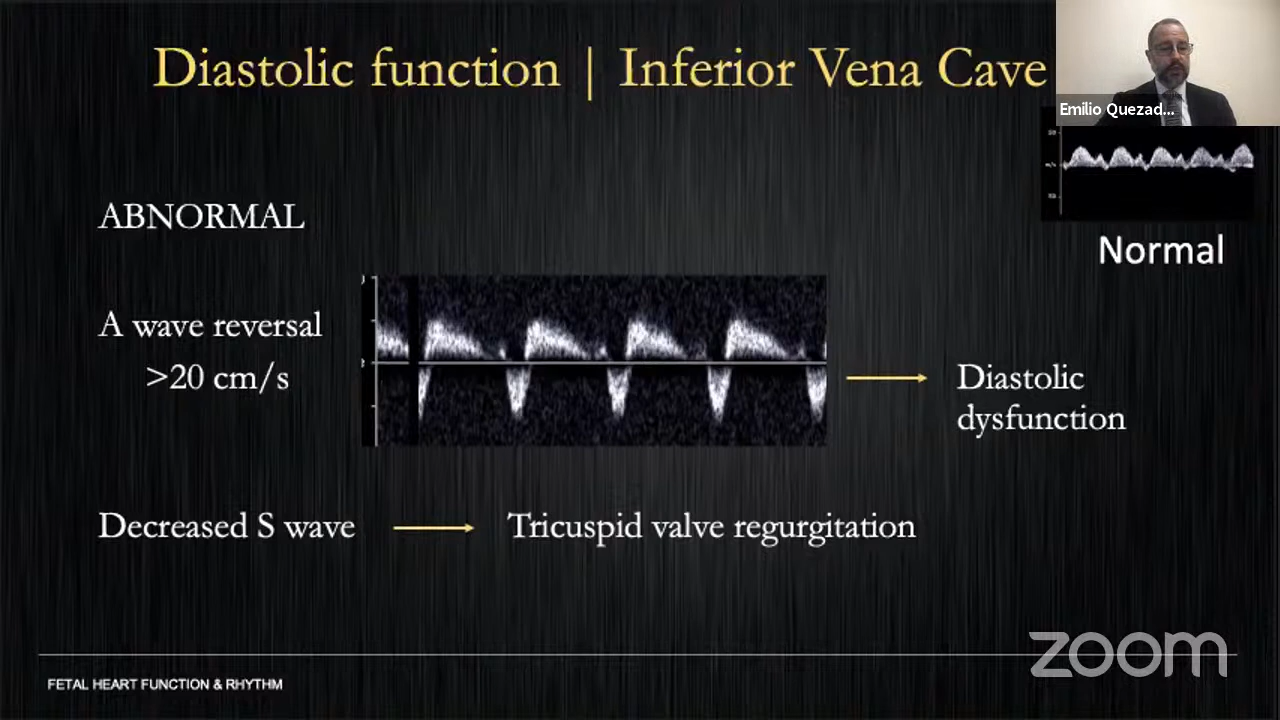 Diastolic function | Inferior Vena Cave
Emilio Quezad...
Normal
ABNORMAL
A wave reversal
>20 cm/s
Diastolic
dysfunction
Decreased S wave
Tricuspid valve regurgitation
zoom
FETAL HEART FUNCTION & RHYTHM